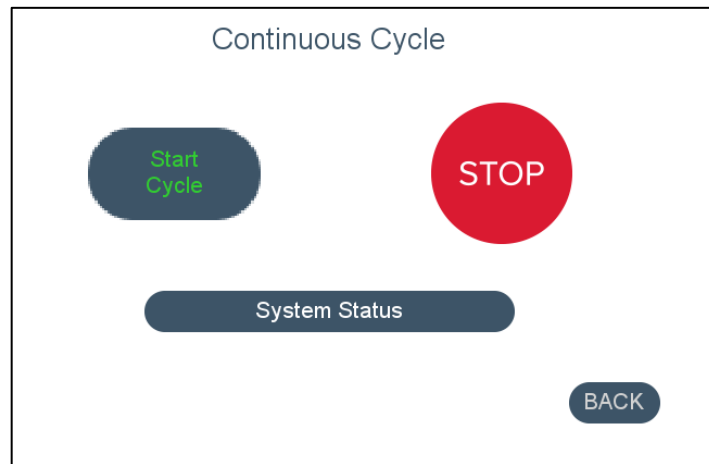 Continuous Cycle
Start
Cycle
STOP
System Status
BACK